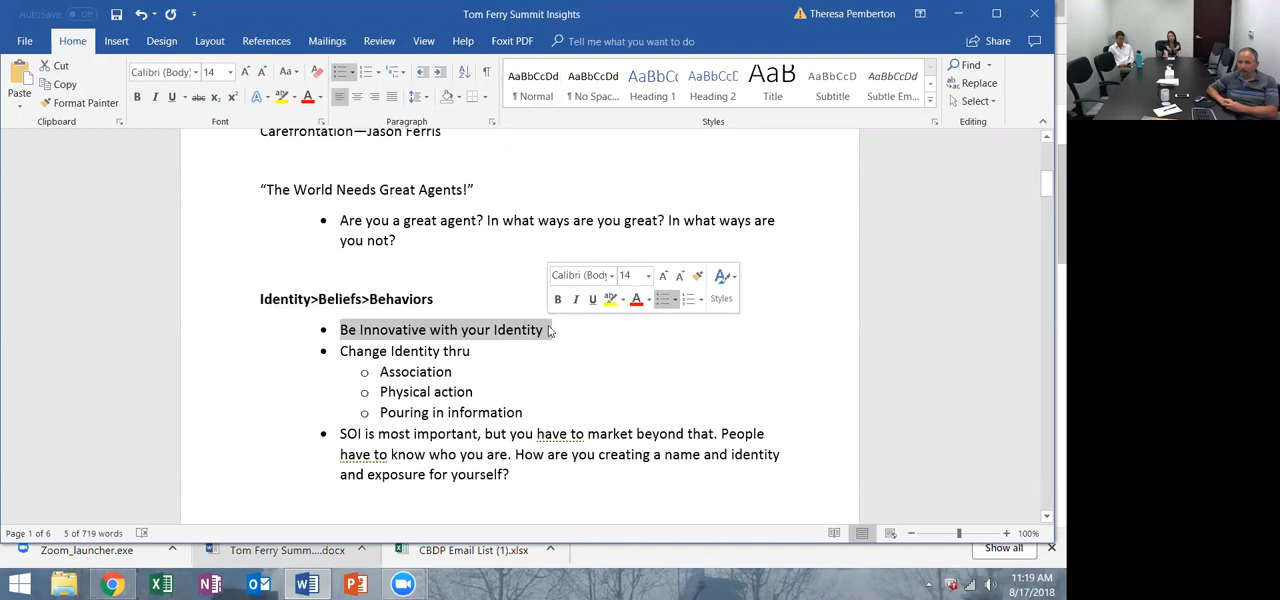 AutoSave Off
Tom Ferry Summit Insights
Theresa Pemberton
File Home Insert Design Layout References Mailings Review View Help Foxit PDF Tell me what you want to do Share
Paste
Cut
Copy
Format Painter
Calibri (Body) 14
Aa
B I U abc x₂ x²
AaBbCcDd AaBbCcDd AaBbCc AaBbCcD AaB AaBbCcD AaBbCcDd
¶ Normal ¶ No Spac... Heading 1 Heading 2 Title Subtitle Subtle Em...
Find
Replace
Select
Clipboard Font Paragraph Styles Editing
Carefrontation—Jason Ferris
“The World Needs Great Agents!”
• Are you a great agent? In what ways are you great? In what ways are
you not?
Calibri (Body 14
B I U ab A Styles
Identity>Beliefs>Behaviors
• Be Innovative with your Identity
• Change Identity thru
o Association
o Physical action
o Pouring in information
• SOI is most important, but you have to market beyond that. People
have to know who you are. How are you creating a name and identity
and exposure for yourself?
Page 1 of 6 5 of 719 words 100%
Zoom_launcher.exe Tom Ferry Summ....docx CBDP Email List (1).xlsx Show all
11:19 AM
8/17/2018